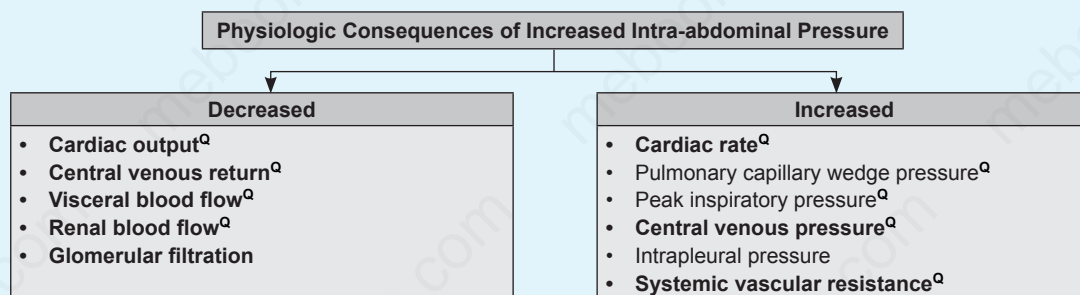 Physiologic Consequences of Increased Intra-abdominal Pressure
Decreased
• Cardiac outputQ
• Central venous returnQ
• Visceral blood flowQ
• Renal blood flowQ
• Glomerular filtration
Increased
• Cardiac rateQ
• Pulmonary capillary wedge pressureQ
• Peak inspiratory pressureQ
• Central venous pressureQ
• Intrapleural pressure
• Systemic vascular resistanceQ